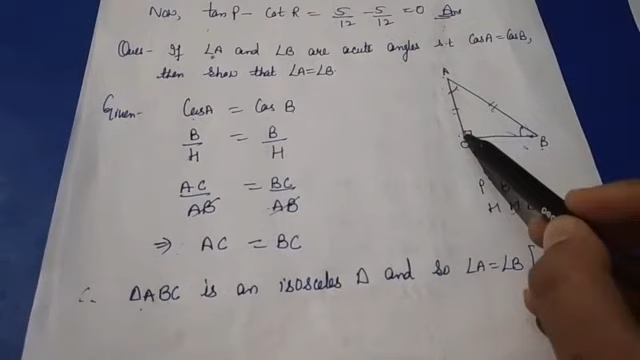 Now, tan P - Cot R = 5/12 - 5/12 = 0 Ans
Ques- If ∠A and ∠B are acute angles s.t CosA = CosB,
then show that ∠A = ∠B.
Given- CosA = Cos B
B/H = B/H
AC/AB = BC/AB
⇒ AC = BC
∴ ΔABC is an isosceles Δ and so ∠A = ∠B [
A
B
P
H